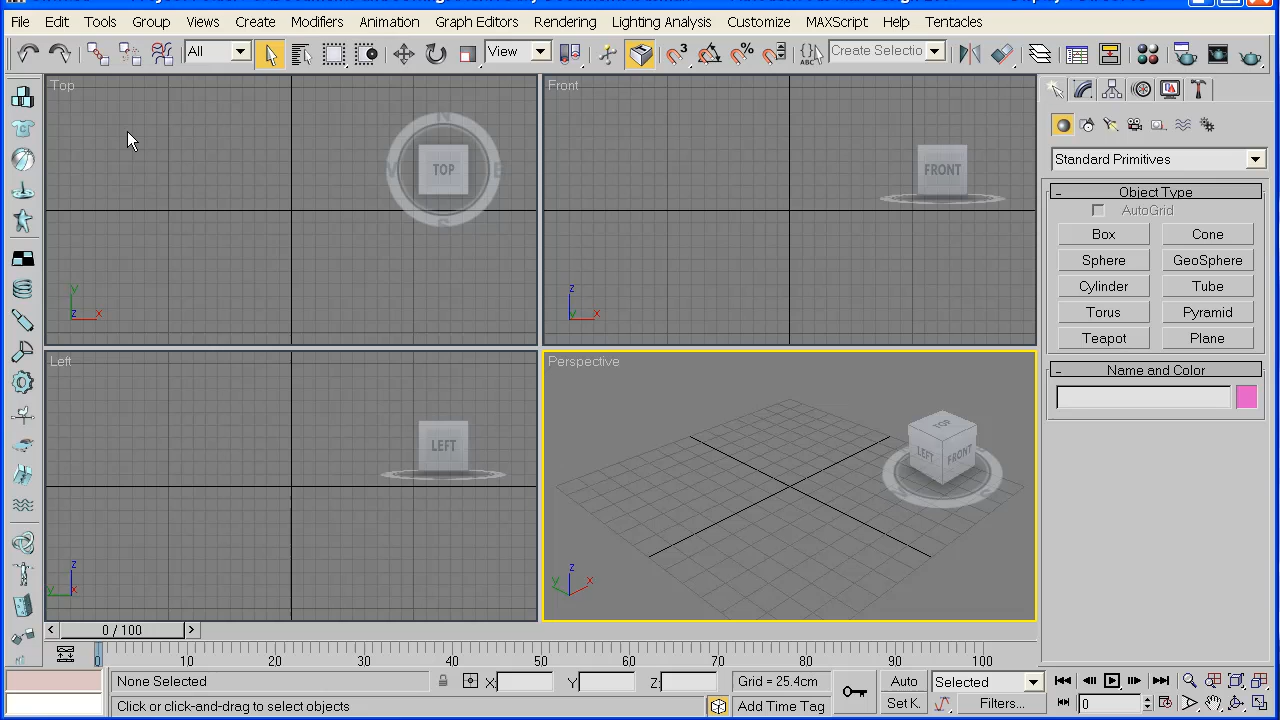 File Edit Tools Group Views Create Modifiers Animation Graph Editors Rendering Lighting Analysis Customize MAXScript Help Tentacles
All View Create Selectio
Top
N
TOP
S
y
z x
Front
FRONT
z
y x
Left
LEFT
z
y x
Perspective
TOP
LEFT FRONT
z
y x
Standard Primitives
- Object Type
AutoGrid
Box Cone
Sphere GeoSphere
Cylinder Tube
Torus Pyramid
Teapot Plane
- Name and Color
< 0 / 100 >
0 10 20 30 40 50 60 70 80 90 100
None Selected X: Y: Z: Grid = 25.4cm Auto Selected
Click or click-and-drag to select objects Add Time Tag Set K. Filters... 0